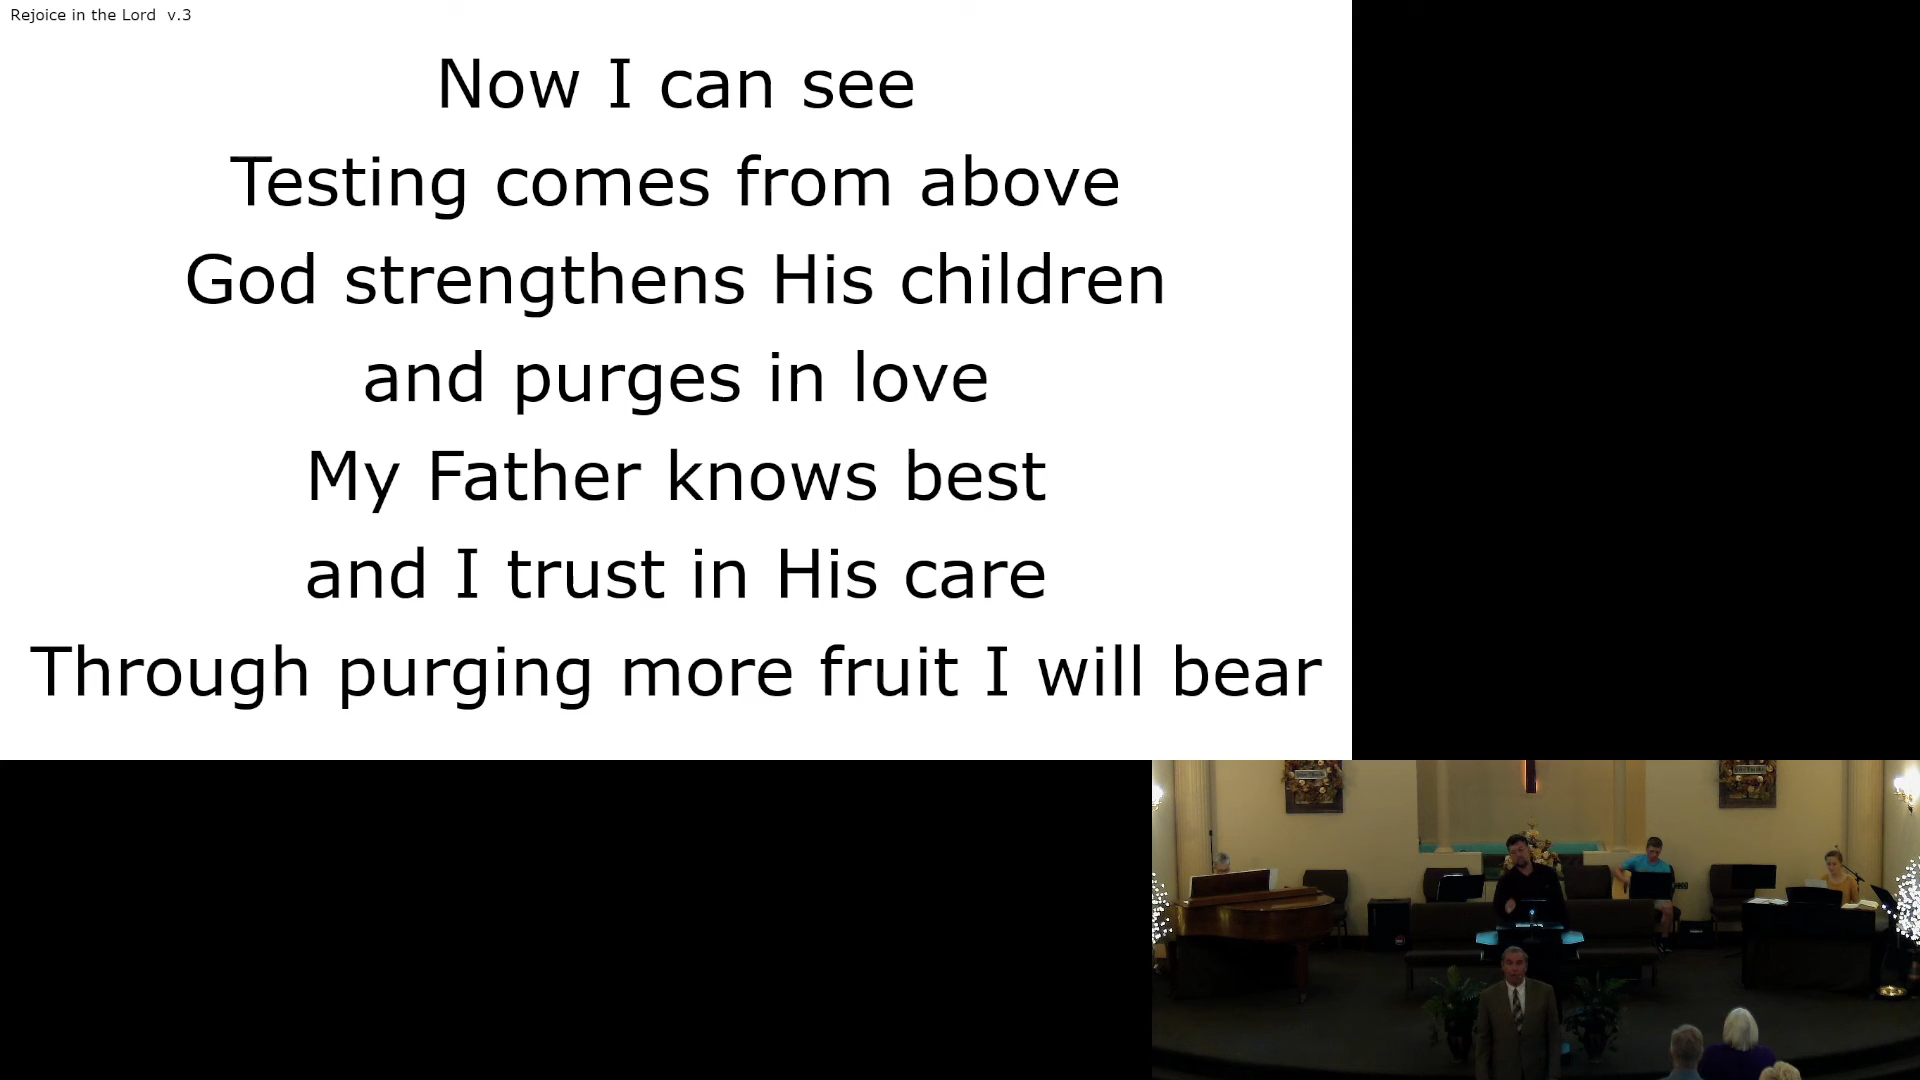 Rejoice in the Lord v.3
Now I can see
Testing comes from above
God strengthens His children
and purges in love
My Father knows best
and I trust in His care
Through purging more fruit I will bear